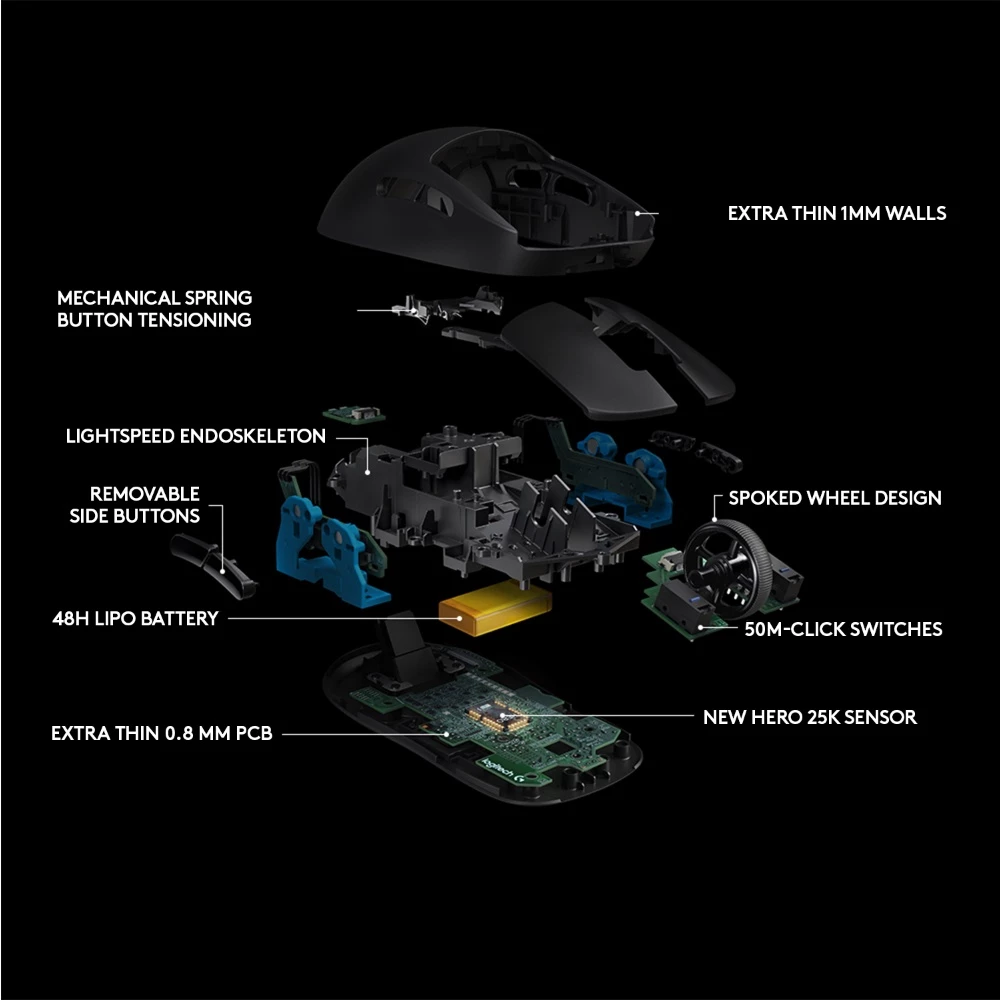 EXTRA THIN 1MM WALLS
MECHANICAL SPRING
BUTTON TENSIONING
LIGHTSPEED ENDOSKELETON
REMOVABLE
SIDE BUTTONS
SPOKED WHEEL DESIGN
48H LIPO BATTERY
50M-CLICK SWITCHES
NEW HERO 25K SENSOR
EXTRA THIN 0.8 MM PCB
logitech G